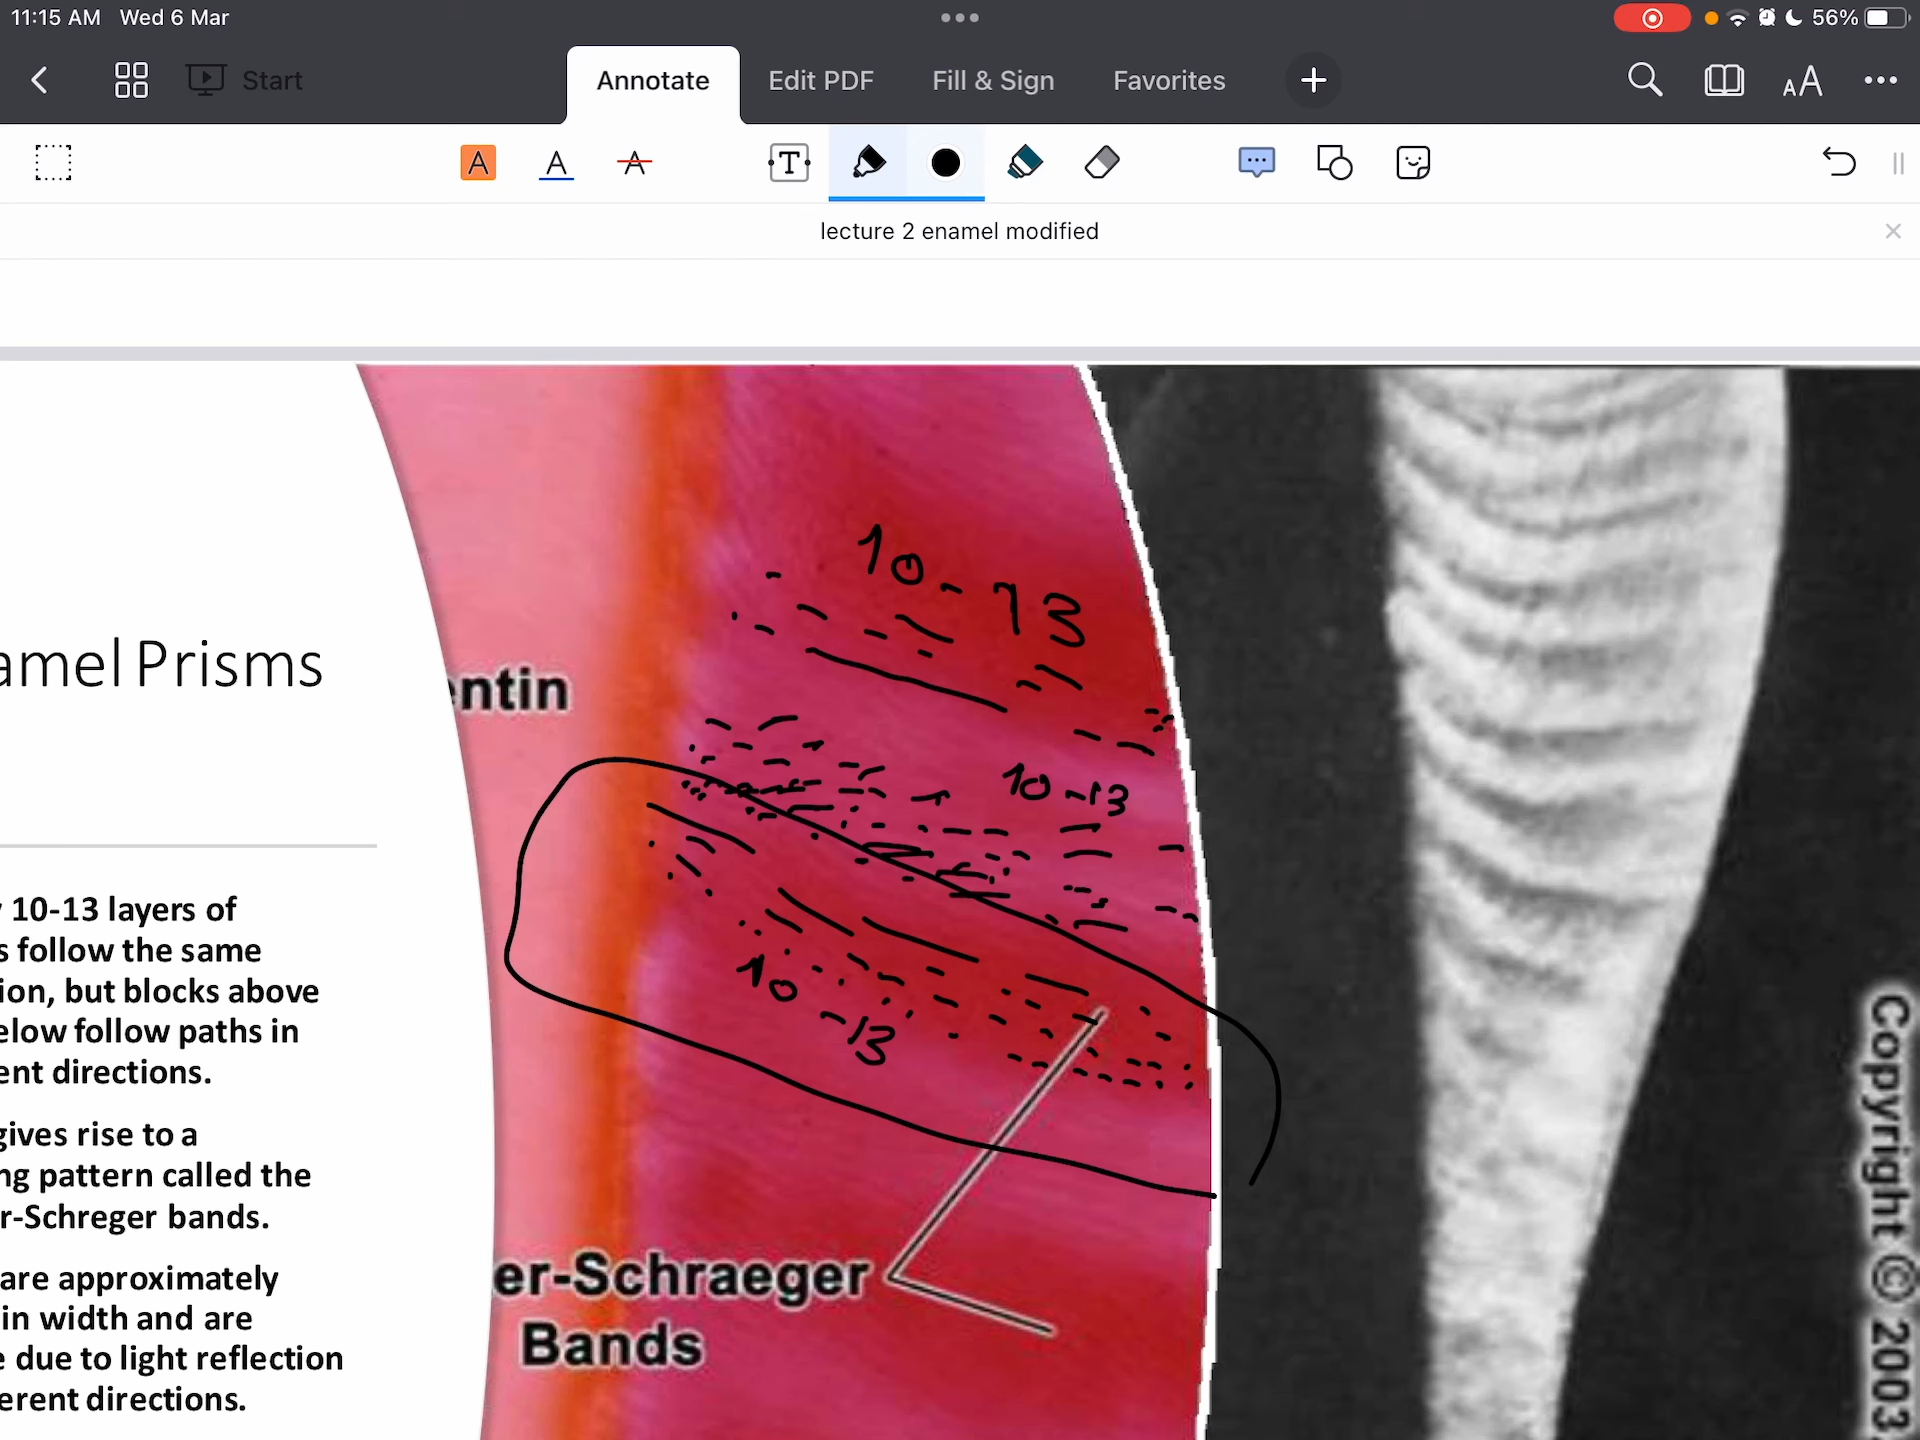 11:15 AM Wed 6 Mar
56%
Start
Annotate
Edit PDF
Fill & Sign
Favorites
AA
A
A
A
T
lecture 2 enamel modified
amel Prisms
10-13 layers of
s follow the same
ion, but blocks above
elow follow paths in
ent directions.
gives rise to a
ng pattern called the
r-Schreger bands.
are approximately
in width and are
e due to light reflection
erent directions.
entin
10-13
10-13
10-13
er-Schraeger
Bands
Copyright © 2003